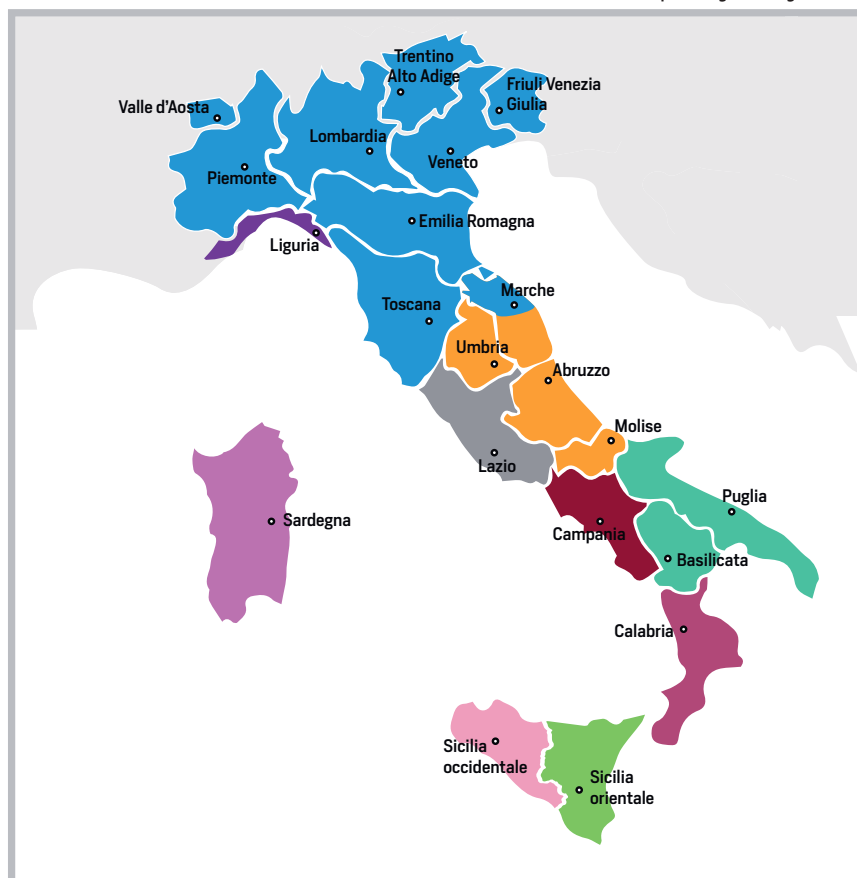 Trentino
Alto Adige
Friuli Venezia
Giulia
Valle d'Aosta
Lombardia
Veneto
Piemonte
Emilia Romagna
Liguria
Marche
Toscana
Umbria
Abruzzo
Molise
Lazio
Puglia
Sardegna
Campania
Basilicata
Calabria
Sicilia
occidentale
Sicilia
orientale